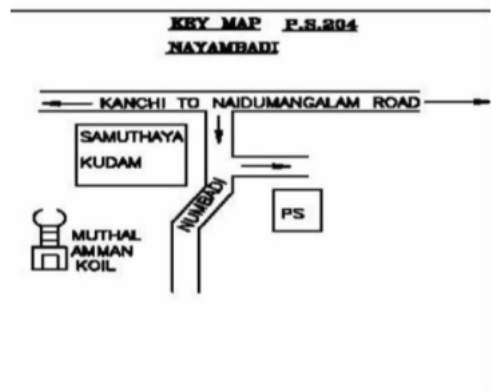 KEY MAP P.S.204
NAYAMBADI
KANCHI TO NAIDUMANGALAM ROAD
SAMUTHAYA
KUDAM
NUMBADI
PS
MUTHAL
AMMAN
KOIL